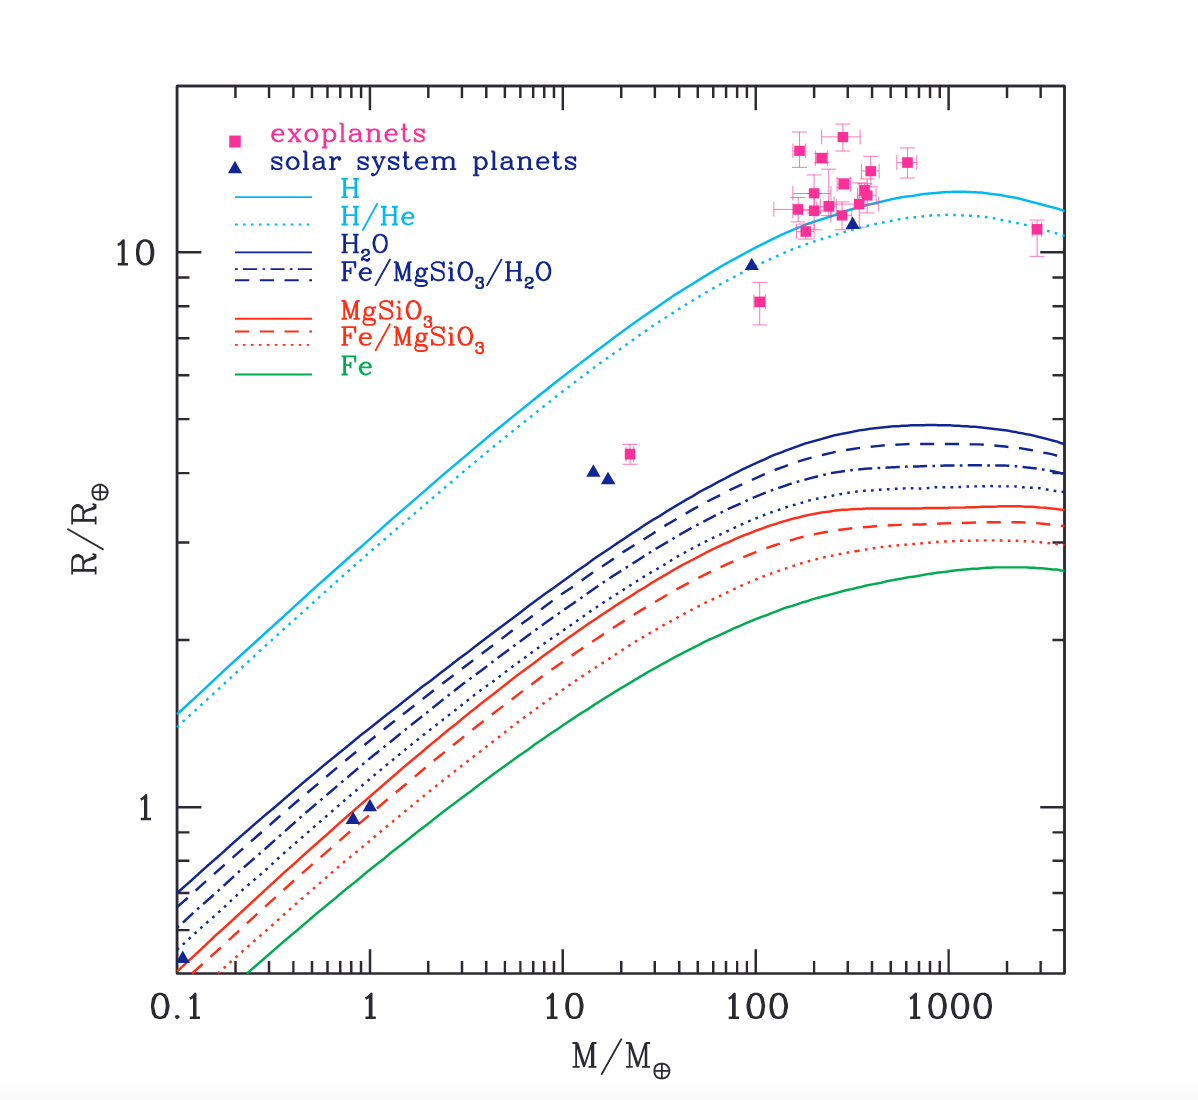 exoplanets
solar system planets
H
H/He
H₂O
Fe/MgSiO₃/H₂O
MgSiO₃
Fe/MgSiO₃
Fe
10
1
R/R⊕
0.1 1 10 100 1000
M/M⊕